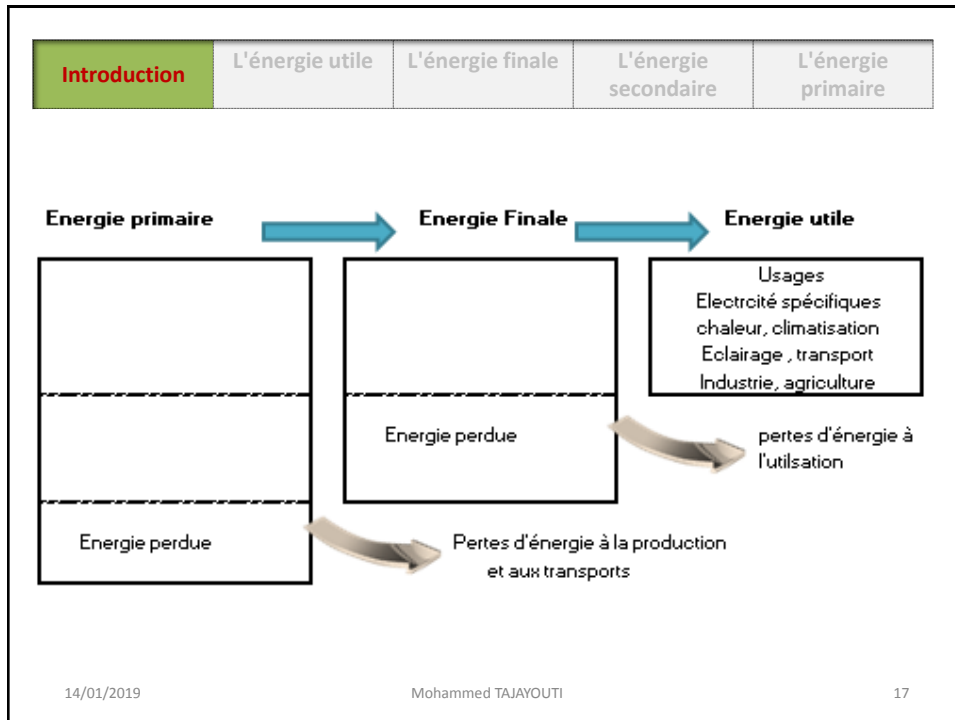 Introduction
L'énergie utile
L'énergie finale
L'énergie
secondaire
L'énergie
primaire
Energie primaire
Energie Finale
Energie utile
Usages
Electrcité spécifiques
chaleur, climatisation
Eclairage , transport
Industrie, agriculture
Energie perdue
pertes d'énergie à
l'utilsation
Energie perdue
Pertes d'énergie à la production
et aux transports
14/01/2019
Mohammed TAJAYOUTI
17